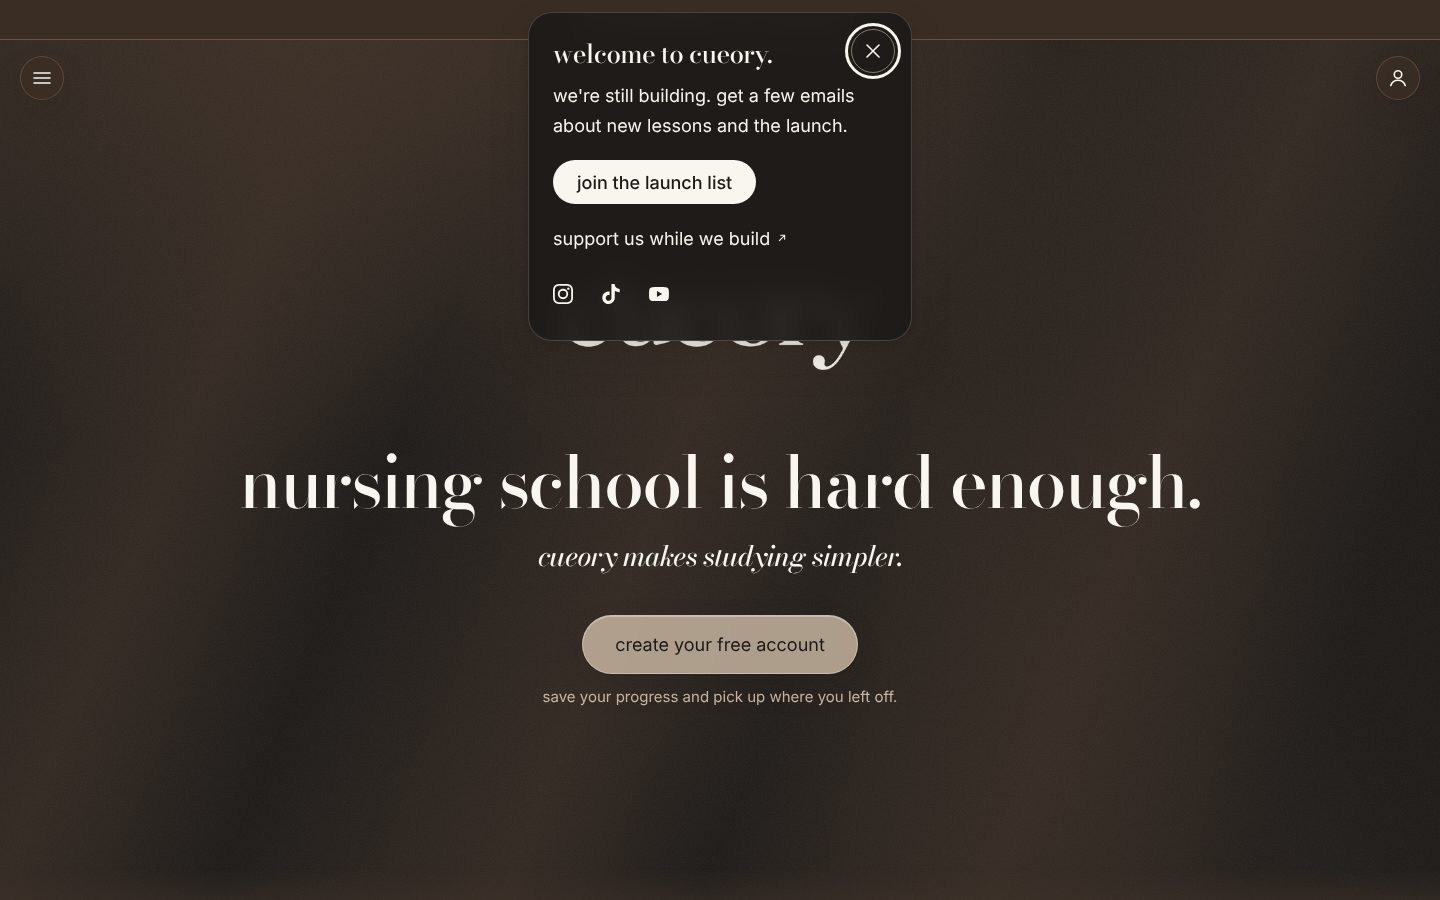 welcome to cueory.
we're still building. get a few emails
about new lessons and the launch.
join the launch list
support us while we build ↗
cueory
nursing school is hard enough.
cueory makes studying simpler.
create your free account
save your progress and pick up where you left off.